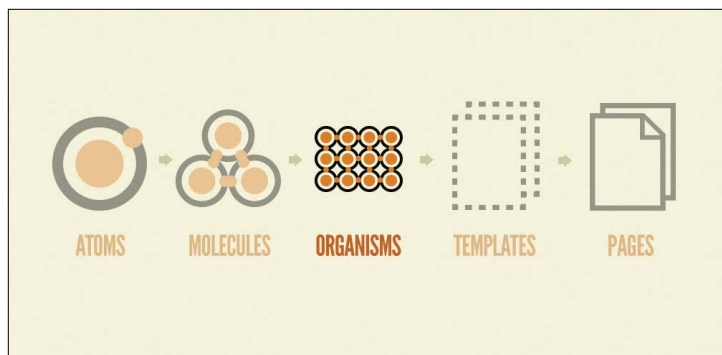 ATOMS
MOLECULES
ORGANISMS
TEMPLATES
PAGES